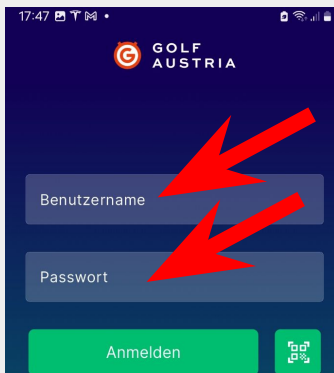 17:47
GOLF
AUSTRIA
Benutzername
Passwort
Anmelden